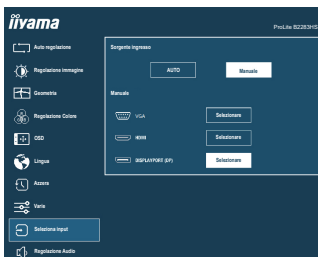 iiyama
ProLite B2283HS
Auto regolazione
Regolazione immagine
Geometria
Regolazione Colore
OSD
Lingua
Azzera
Varie
Seleziona input
Regolazione Audio
Sorgente ingresso
AUTO
Manuale
Manuale
VGA
Selezionare
HDMI
Selezionare
DISPLAYPORT (DP)
Selezionare